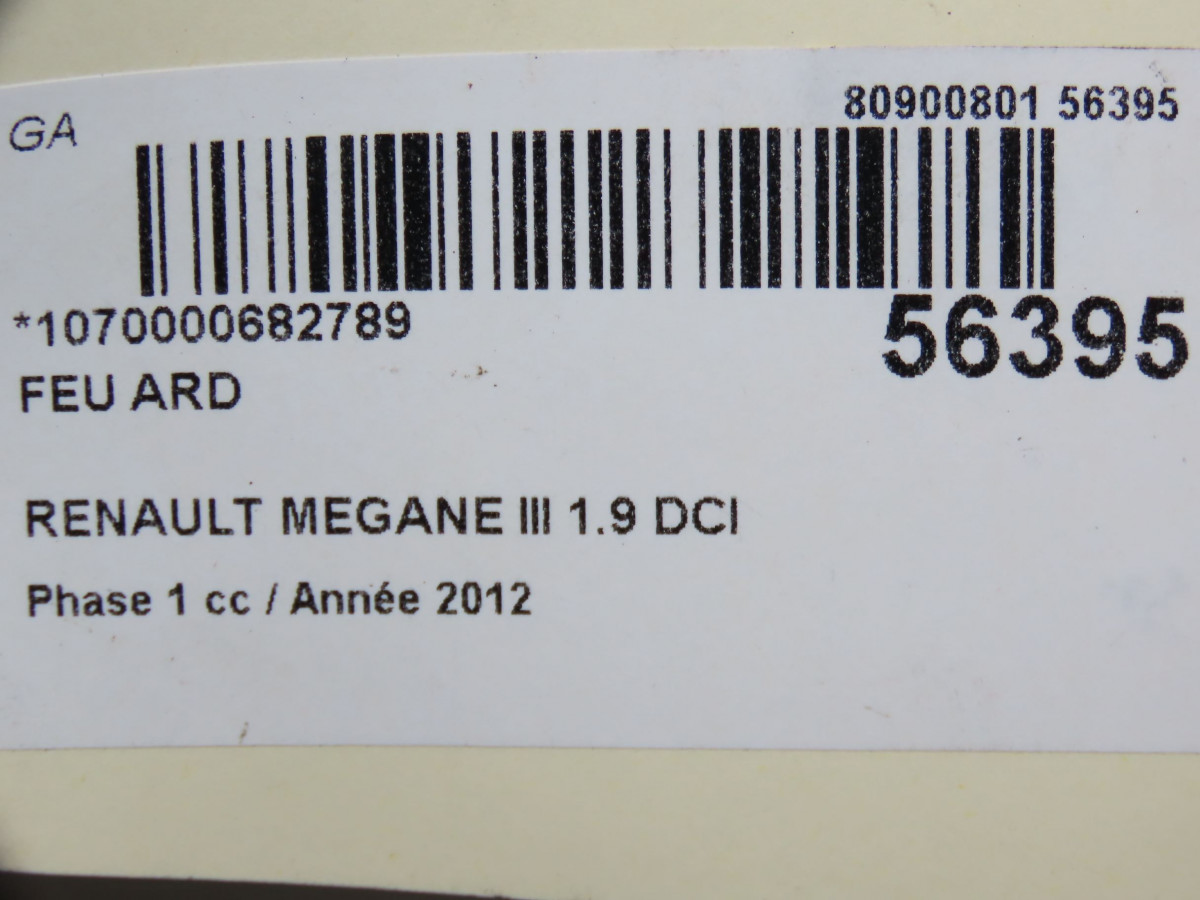 80900801 56395
GA
*1070000682789
56395
FEU ARD
RENAULT MEGANE III 1.9 DCI
Phase 1 cc / Année 2012